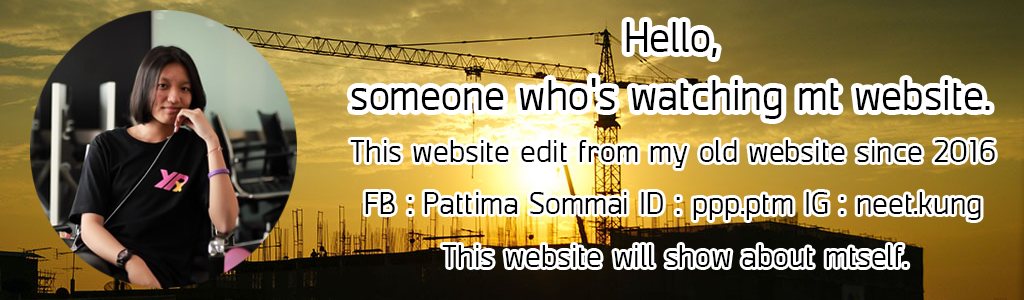 Hello,
someone who's watching mt website.
This website edit from my old website since 2016
FB : Pattima Sommai ID : ppp.ptm IG : neet.kung
This website will show about mtself.